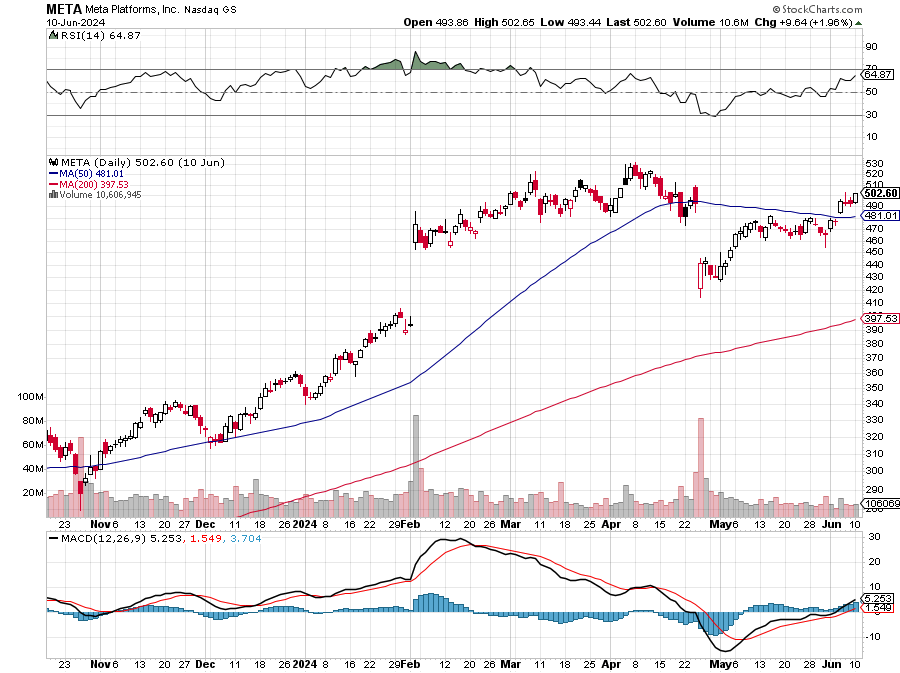 META Meta Platforms, Inc. Nasdaq GS
© StockCharts.com
10-Jun-2024
Open 493.86 High 502.65 Low 493.44 Last 502.60 Volume 10.6M Chg +9.64 (+1.96%)
RSI(14) 64.87
90
70
64.87
50
30
10
META (Daily) 502.60 (10 Jun)
MA(50) 481.01
MA(200) 397.53
Volume 10,606,945
530
520
510
502.60
490
481.01
470
460
450
440
430
420
410
397.53
390
380
370
360
350
340
330
320
310
300
290
106069
100M
80M
60M
40M
20M
23 Nov 6 13 20 27 Dec 11 18 26 2024 8 16 22 29 Feb 12 20 26 Mar 11 18 25 Apr 8 15 22 May 6 13 20 28 Jun 10
MACD(12,26,9) 5.253, 1.549, 3.704
30
20
10
5.253
1.549
-10
23 Nov 6 13 20 27 Dec 11 18 26 2024 8 16 22 29 Feb 12 20 26 Mar 11 18 25 Apr 8 15 22 May 6 13 20 28 Jun 10